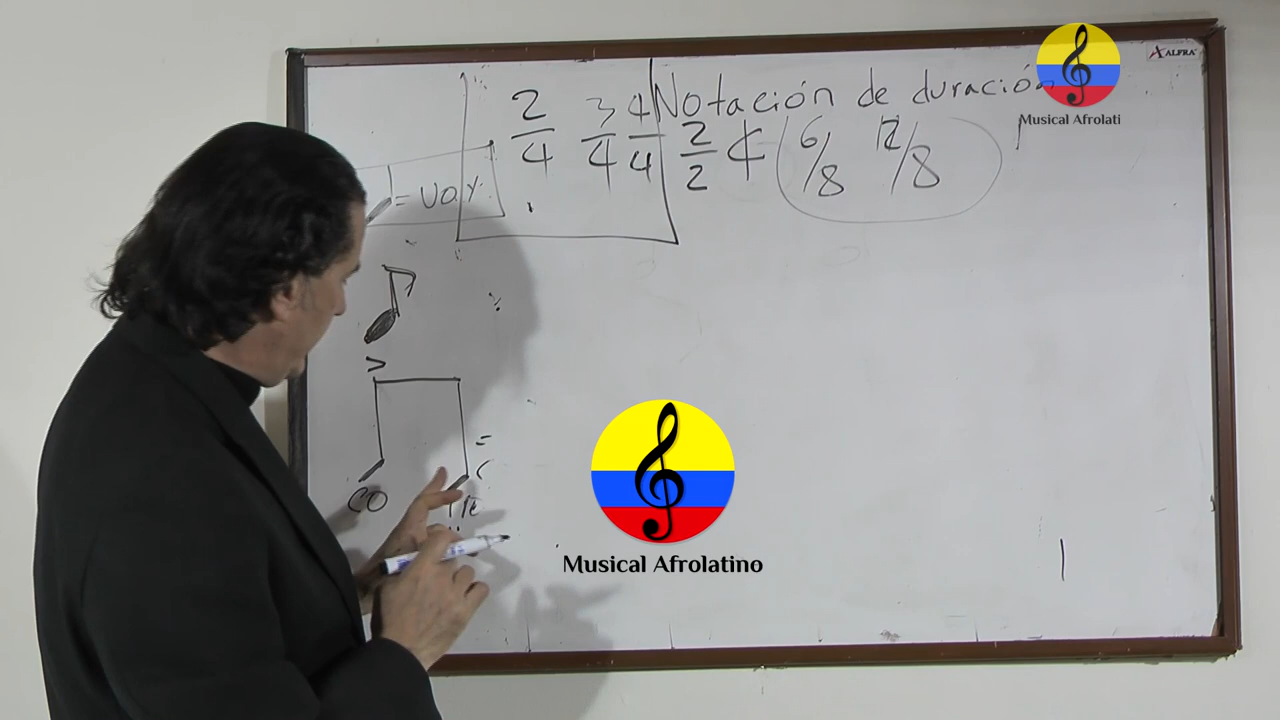 Notación de duración
2/4 3/4 4/4 2/2 ¢ 6/8 12/8
= VOY.
>
=
CO
ALFRA
Musical Afrolati
Musical Afrolatino